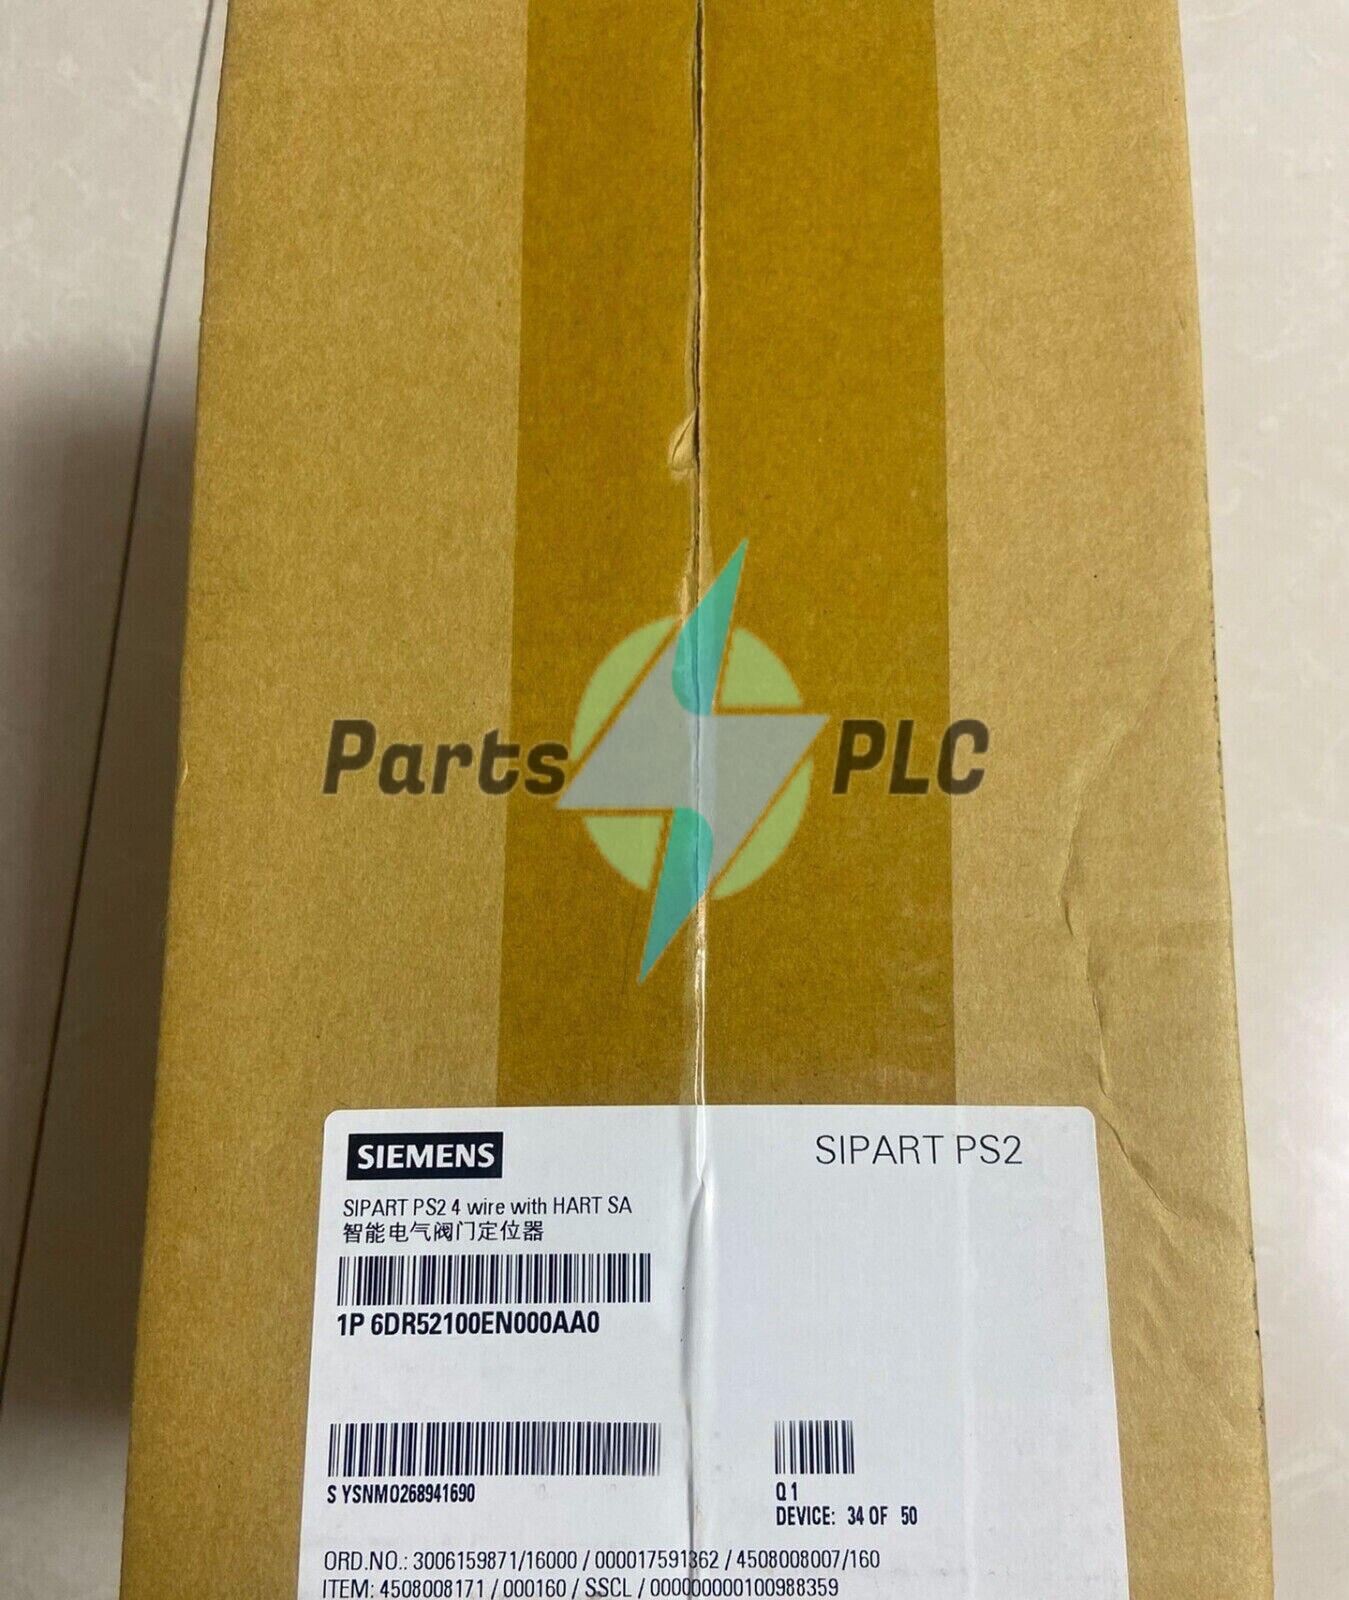 Parts PLC
SIEMENS
SIPART PS2
SIPART PS2 4 wire with HART SA
智能电气阀门定位器
1P 6DR52100EN000AA0
S YSNMO268941690
Q 1
DEVICE: 34 OF 50
ORD.NO.: 3006159871/16000 / 000017591362 / 4508008007/160
ITEM: 4508008171 / 000160 / SSCL / 000000000100988359